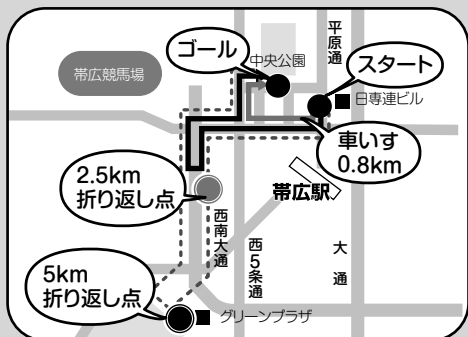 ゴール
中央公園
平原通
スタート
帯広競馬場
日専連ビル
車いす
0.8km
2.5km
折り返し点
帯広駅
西南大通
西5条通
大通
5km
折り返し点
グリーンプラザ